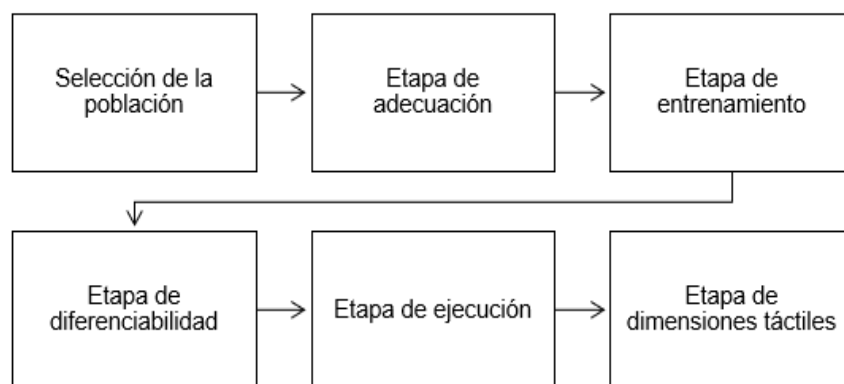 Selección de la
población
Etapa de
adecuación
Etapa de
entrenamiento
Etapa de
diferenciabilidad
Etapa de ejecución
Etapa de
dimensiones táctiles